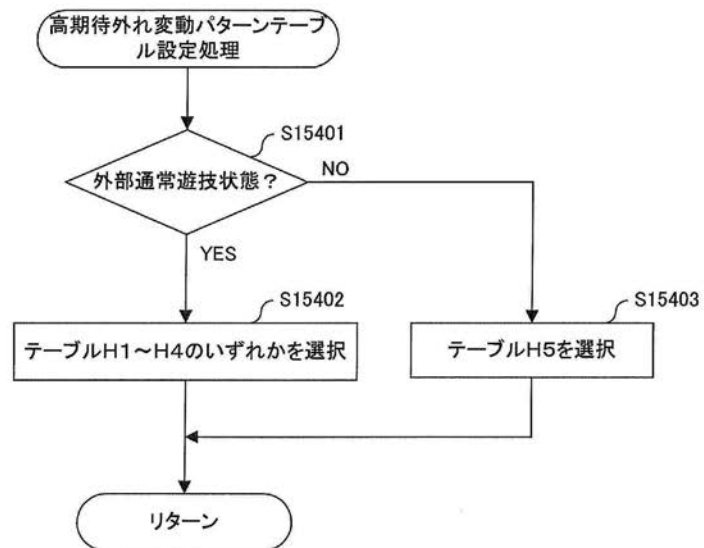 高期待外れ変動パターンテーブ
ル設定処理
S15401
外部通常遊技状態？
NO
YES
S15402
テーブルH1～H4のいずれかを選択
S15403
テーブルH5を選択
リターン